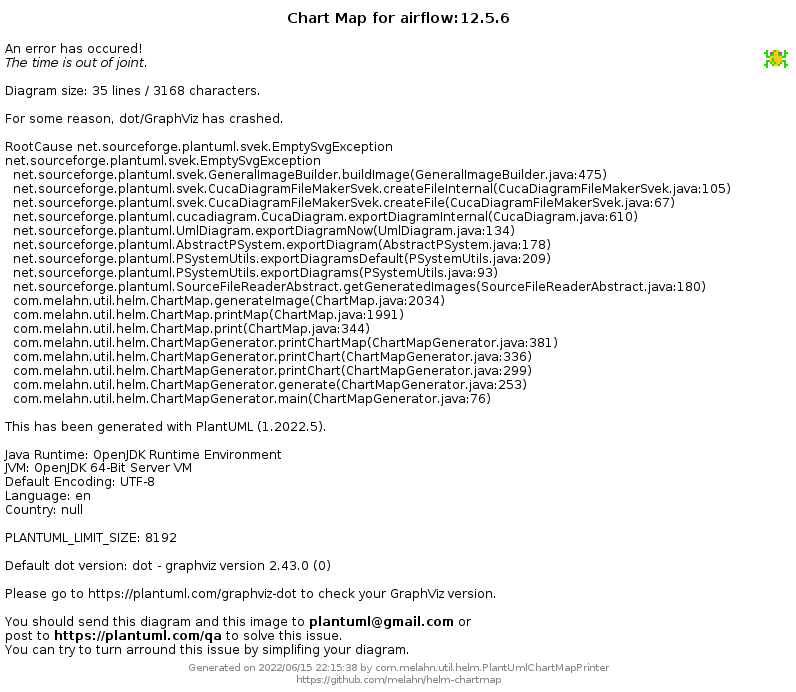 Chart Map for airflow:12.5.6
An error has occured!
The time is out of joint.
Diagram size: 35 lines / 3168 characters.
For some reason, dot/GraphViz has crashed.
RootCause net.sourceforge.plantuml.svek.EmptySvgException
net.sourceforge.plantuml.svek.EmptySvgException
net.sourceforge.plantuml.svek.GeneralImageBuilder.buildImage(GeneralImageBuilder.java:475)
net.sourceforge.plantuml.svek.CucaDiagramFileMakerSvek.createFileInternal(CucaDiagramFileMakerSvek.java:105)
net.sourceforge.plantuml.svek.CucaDiagramFileMakerSvek.createFile(CucaDiagramFileMakerSvek.java:67)
net.sourceforge.plantuml.cucadiagram.CucaDiagram.exportDiagramInternal(CucaDiagram.java:610)
net.sourceforge.plantuml.UmlDiagram.exportDiagramNow(UmlDiagram.java:134)
net.sourceforge.plantuml.AbstractPSystem.exportDiagram(AbstractPSystem.java:178)
net.sourceforge.plantuml.PSystemUtils.exportDiagramsDefault(PSystemUtils.java:209)
net.sourceforge.plantuml.PSystemUtils.exportDiagrams(PSystemUtils.java:93)
net.sourceforge.plantuml.SourceFileReaderAbstract.getGeneratedImages(SourceFileReaderAbstract.java:180)
com.melahn.util.helm.ChartMap.generateImage(ChartMap.java:2034)
com.melahn.util.helm.ChartMap.printMap(ChartMap.java:1991)
com.melahn.util.helm.ChartMap.print(ChartMap.java:344)
com.melahn.util.helm.ChartMapGenerator.printChartMap(ChartMapGenerator.java:381)
com.melahn.util.helm.ChartMapGenerator.printChart(ChartMapGenerator.java:336)
com.melahn.util.helm.ChartMapGenerator.printChart(ChartMapGenerator.java:299)
com.melahn.util.helm.ChartMapGenerator.generate(ChartMapGenerator.java:253)
com.melahn.util.helm.ChartMapGenerator.main(ChartMapGenerator.java:76)
This has been generated with PlantUML (1.2022.5).
Java Runtime: OpenJDK Runtime Environment
JVM: OpenJDK 64-Bit Server VM
Default Encoding: UTF-8
Language: en
Country: null
PLANTUML_LIMIT_SIZE: 8192
Default dot version: dot - graphviz version 2.43.0 (0)
Please go to https://plantuml.com/graphviz-dot to check your GraphViz version.
You should send this diagram and this image to plantuml@gmail.com or
post to https://plantuml.com/qa to solve this issue.
You can try to turn arround this issue by simplifing your diagram.
Generated on 2022/06/15 22:15:38 by com.melahn.util.helm.PlantUmlChartMapPrinter
https://github.com/melahn/helm-chartmap